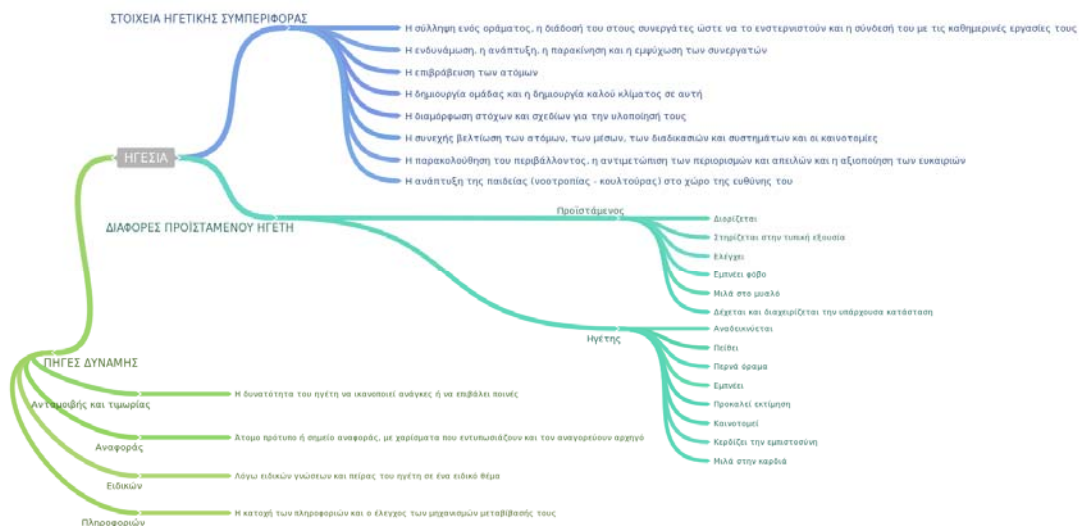 ΣΤΟΙΧΕΙΑ ΗΓΕΤΙΚΗΣ ΣΥΜΠΕΡΙΦΟΡΑΣ
Η σύλληψη ενός οράματος, η διάδοσή του στους συνεργάτες ώστε να το ενστερνιστούν και η σύνδεσή του με τις καθημερινές εργασίες τους
Η ενδυνάμωση, η ανάπτυξη, η παρακίνηση και η εμψύχωση των συνεργατών
Η επιβράβευση των ατόμων
Η δημιουργία ομάδας και η δημιουργία καλού κλίματος σε αυτή
Η διαμόρφωση στόχων και σχεδίων για την υλοποίησή τους
Η συνεχής βελτίωση των ατόμων, των μέσων, των διαδικασιών και συστημάτων και οι καινοτομίες
Η παρακολούθηση του περιβάλλοντος, η αντιμετώπιση των περιορισμών και απειλών και η αξιοποίηση των ευκαιριών
Η ανάπτυξη της παιδείας (νοοτροπίας - κουλτούρας) στο χώρο της ευθύνης του
ΗΓΕΣΙΑ
ΔΙΑΦΟΡΕΣ ΠΡΟΪΣΤΑΜΕΝΟΥ ΗΓΕΤΗ
Προϊστάμενος
Διορίζεται
Στηρίζεται στην τυπική εξουσία
Ελέγχει
Εμπνέει φόβο
Μιλά στο μυαλό
Δέχεται και διαχειρίζεται την υπάρχουσα κατάσταση
Ηγέτης
Αναδεικνύεται
Πείθει
Περνά όραμα
Εμπνέει
Προκαλεί εκτίμηση
Καινοτομεί
Κερδίζει την εμπιστοσύνη
Μιλά στην καρδιά
ΠΗΓΕΣ ΔΥΝΑΜΗΣ
Ανταμοιβής και τιμωρίας
Η δυνατότητα του ηγέτη να ικανοποιεί ανάγκες ή να επιβάλει ποινές
Αναφοράς
Άτομο πρότυπο ή σημείο αναφοράς, με χαρίσματα που εντυπωσιάζουν και τον αναγορεύουν αρχηγό
Ειδικών
Λόγω ειδικών γνώσεων και πείρας του ηγέτη σε ένα ειδικό θέμα
Πληροφοριών
Η κατοχή των πληροφοριών και ο έλεγχος των μηχανισμών μεταβίβασής τους